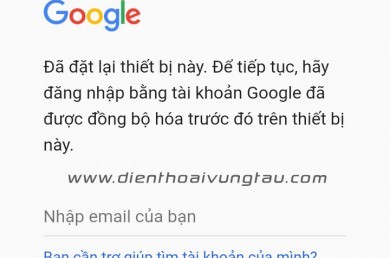 Google
Đã đặt lại thiết bị này. Để tiếp tục, hãy
đăng nhập bằng tài khoản Google đã
được đồng bộ hóa trước đó trên thiết bị
này.
www.dienthoaivungtau.com
Nhập email của bạn
Bạn cần trợ giúp tìm tài khoản của mình?